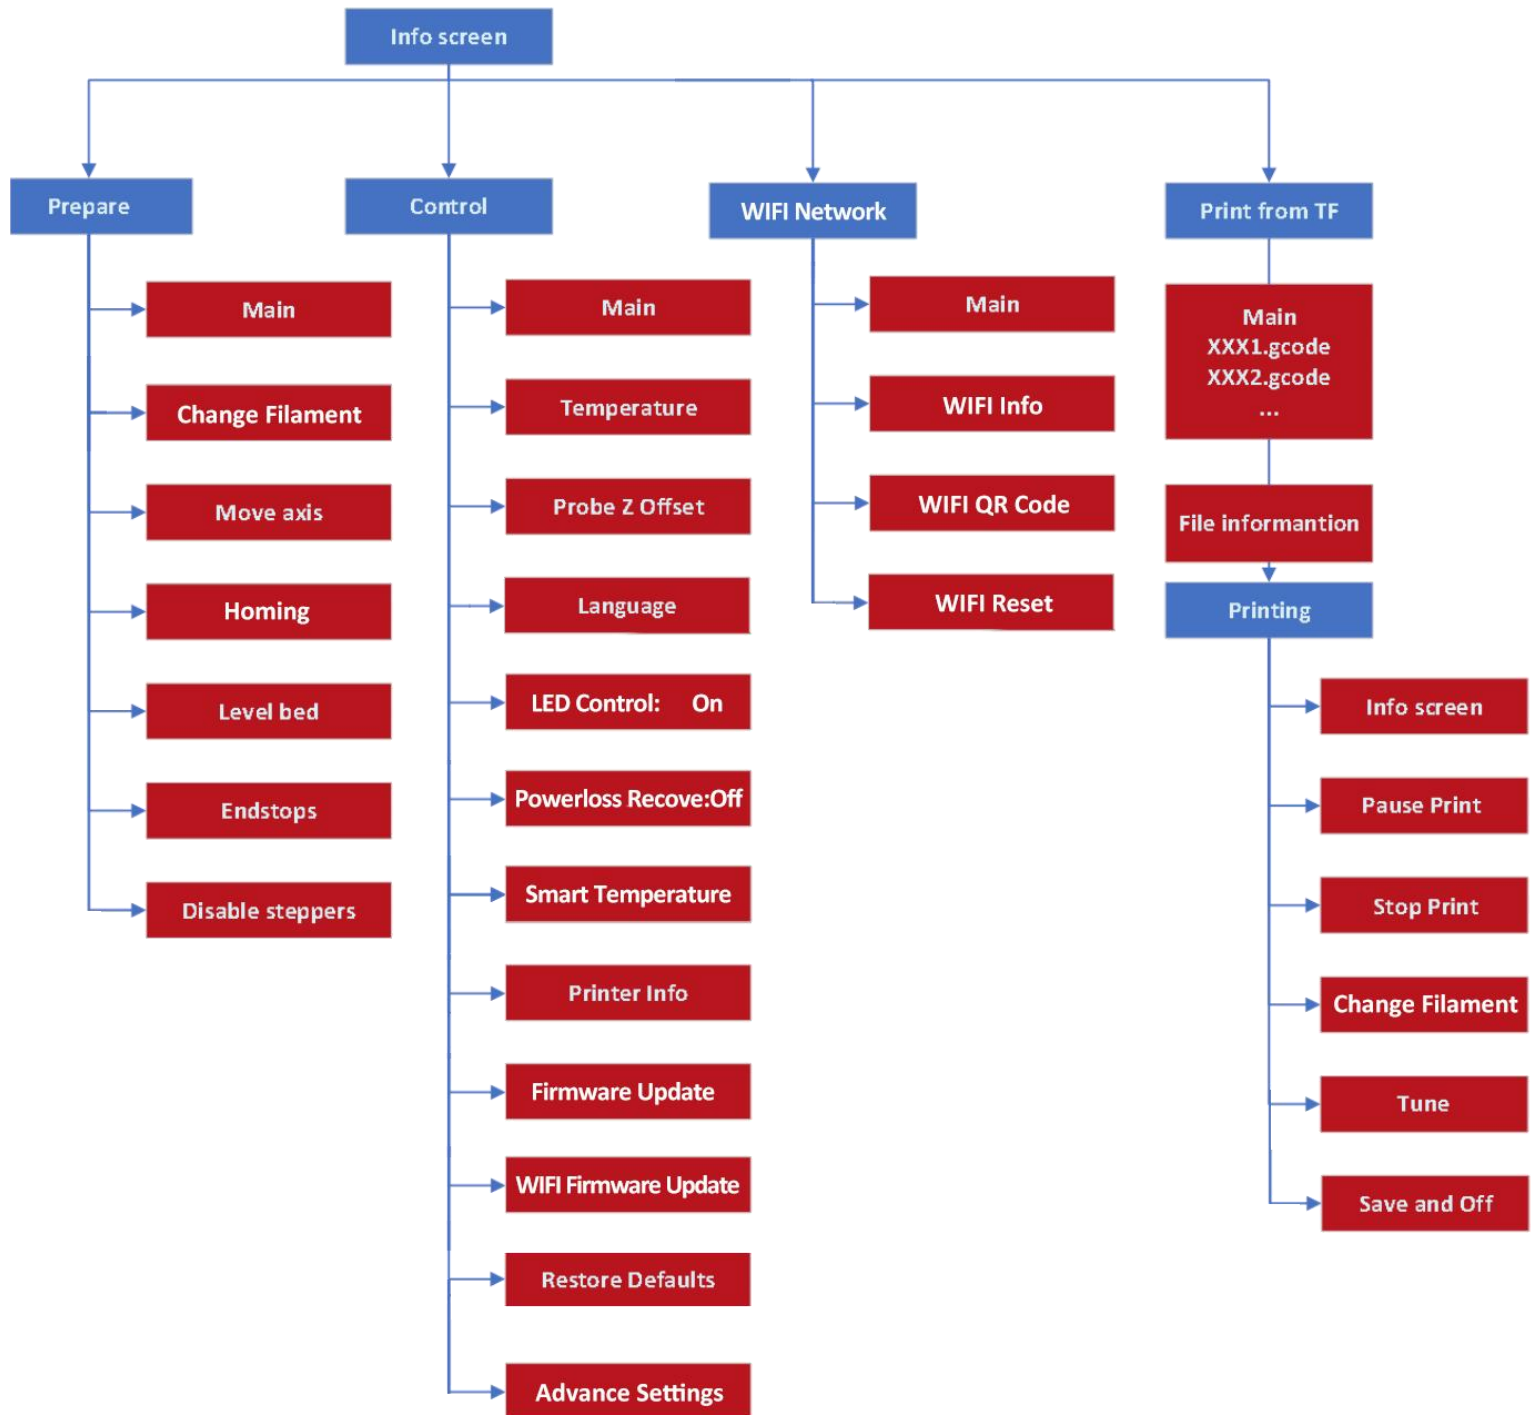 Info screen
Prepare
Control
WIFI Network
Print from TF
Main
Change Filament
Move axis
Homing
Level bed
Endstops
Disable steppers
Main
Temperature
Probe Z Offset
Language
LED Control: On
Powerloss Recove:Off
Smart Temperature
Printer Info
Firmware Update
WIFI Firmware Update
Restore Defaults
Advance Settings
Main
WIFI Info
WIFI QR Code
WIFI Reset
Main
XXX1.gcode
XXX2.gcode
...
File informantion
Printing
Info screen
Pause Print
Stop Print
Change Filament
Tune
Save and Off